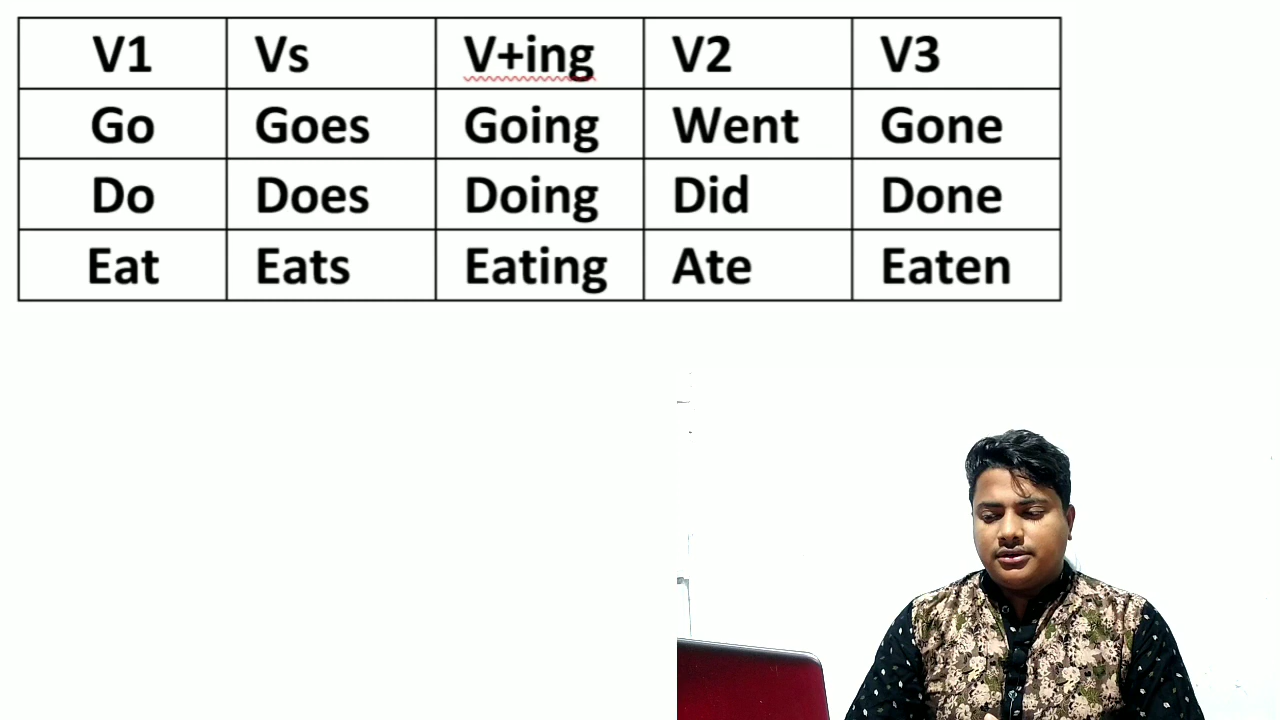 V1 Vs V+ing V2 V3
Go Goes Going Went Gone
Do Does Doing Did Done
Eat Eats Eating Ate Eaten